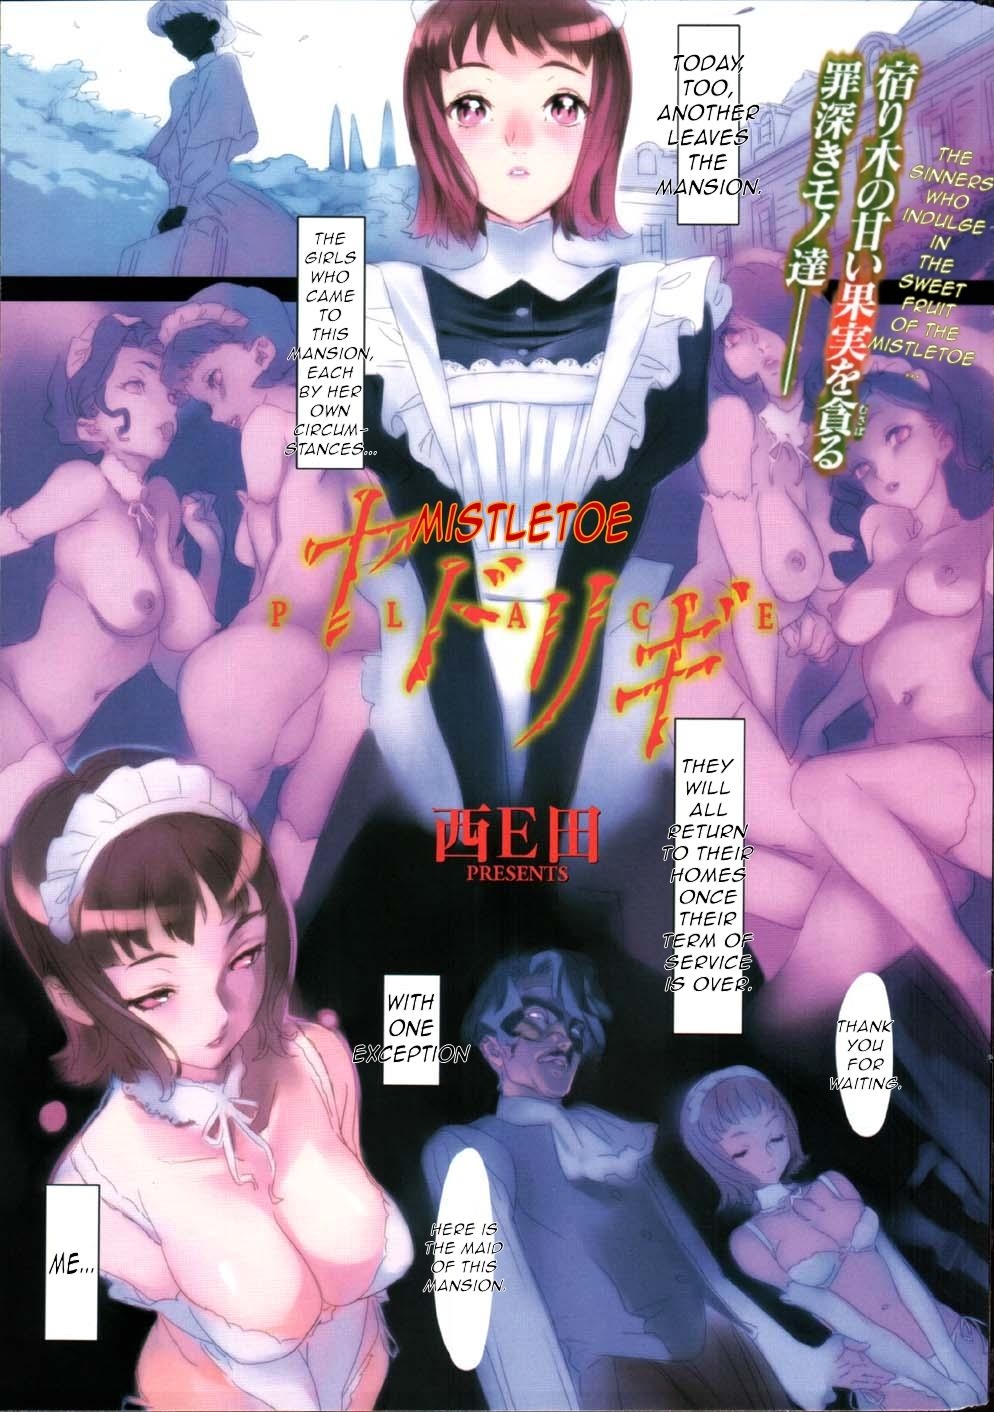 宿り木の甘い果実を貪る
むさぼ
罪深きモノ達――
THE
SINNERS
WHO
INDULGE
IN
THE
SWEET
FRUIT
OF THE
MISTLETOE
...
TODAY,
TOO,
ANOTHER
LEAVES
THE
MANSION.
THE
GIRLS
WHO
CAME
TO
THIS
MANSION,
EACH
BY HER
OWN
CIRCUM-
STANCES...
MISTLETOE
ヤドリギ
PLACE
西E田
PRESENTS
THEY
WILL
ALL
RETURN
TO THEIR
HOMES
ONCE
THEIR
TERM OF
SERVICE
IS OVER.
WITH
ONE
EXCEPTION
THANK
YOU
FOR
WAITING.
HERE IS
THE MAID
OF THIS
MANSION.
ME...